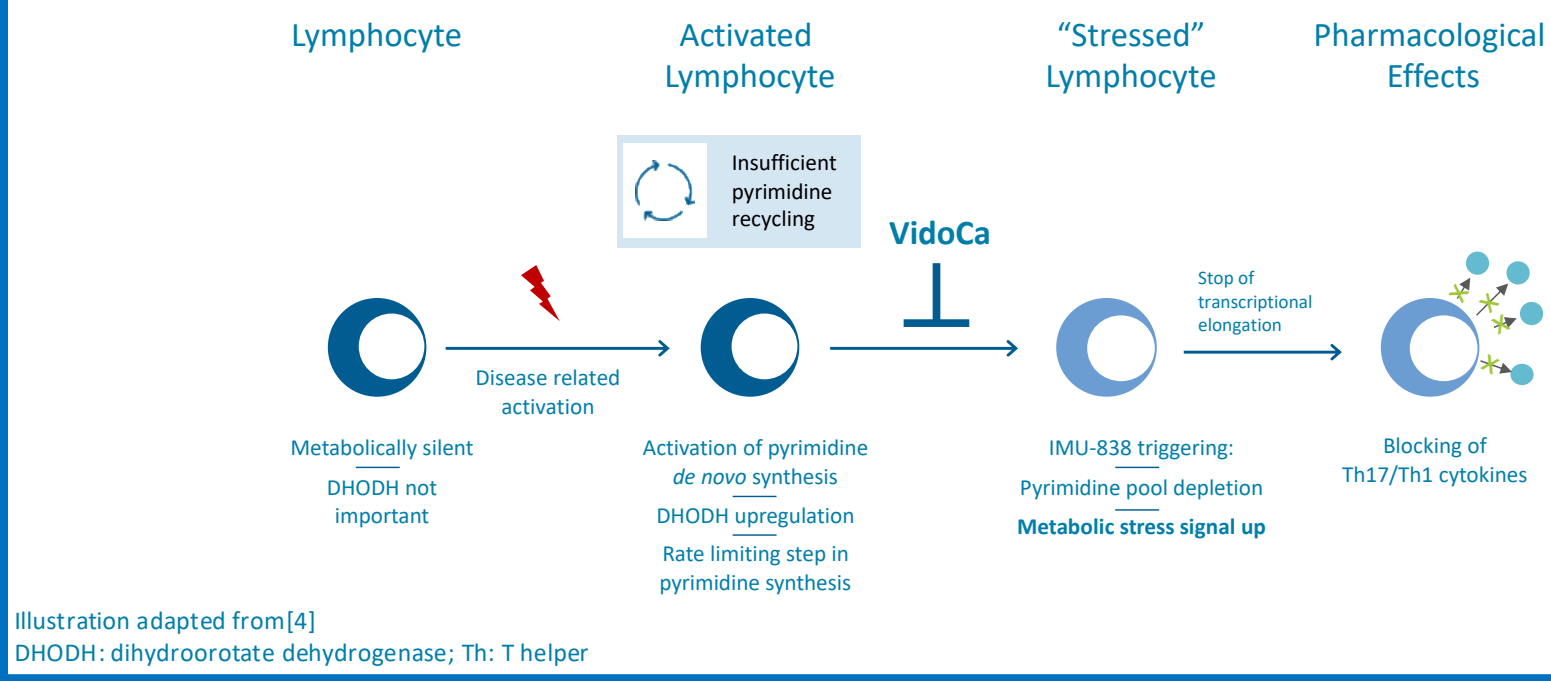 Lymphocyte
Activated
Lymphocyte
“Stressed”
Lymphocyte
Pharmacological
Effects
Insufficient
pyrimidine
recycling
VidoCa
Disease related
activation
Stop of
transcriptional
elongation
Metabolically silent
DHODH not
important
Activation of pyrimidine
de novo synthesis
DHODH upregulation
Rate limiting step in
pyrimidine synthesis
IMU-838 triggering:
Pyrimidine pool depletion
Metabolic stress signal up
Blocking of
Th17/Th1 cytokines
Illustration adapted from[4]
DHODH: dihydroorotate dehydrogenase; Th: T helper